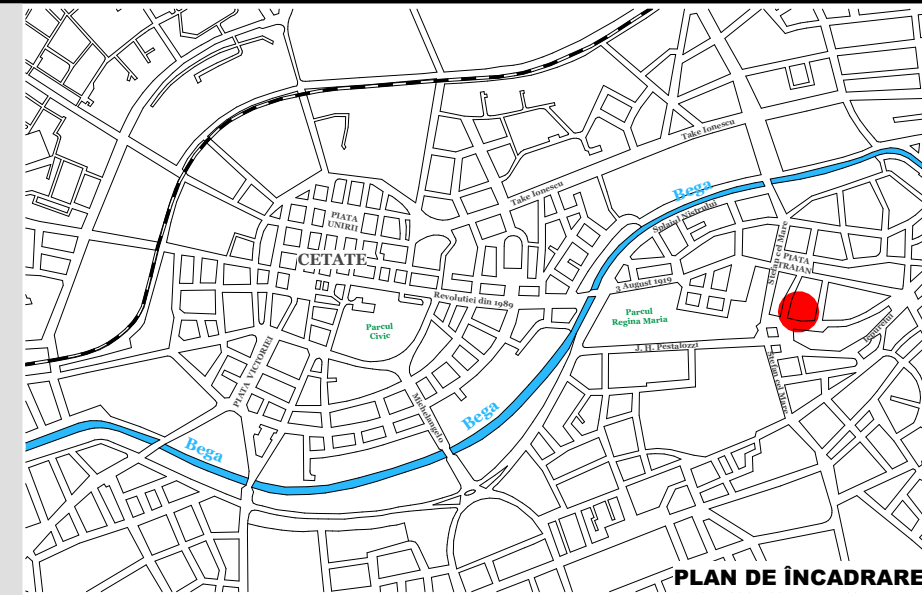 Take Ionescu
Take Ionescu
Bega
Splaiul Nistrului
PIATA
UNIRII
CETATE
Stefan cel Mare
PIATA
TRAIAN
3 August 1919
Revolutiei din 1989
Parcul
Civic
Parcul
Regina Maria
J. H. Pestalozzi
PIATA VICTORIEI
Stefan cel Mare
Michelangelo
Bega
Bega
PLAN DE ÎNCADRARE